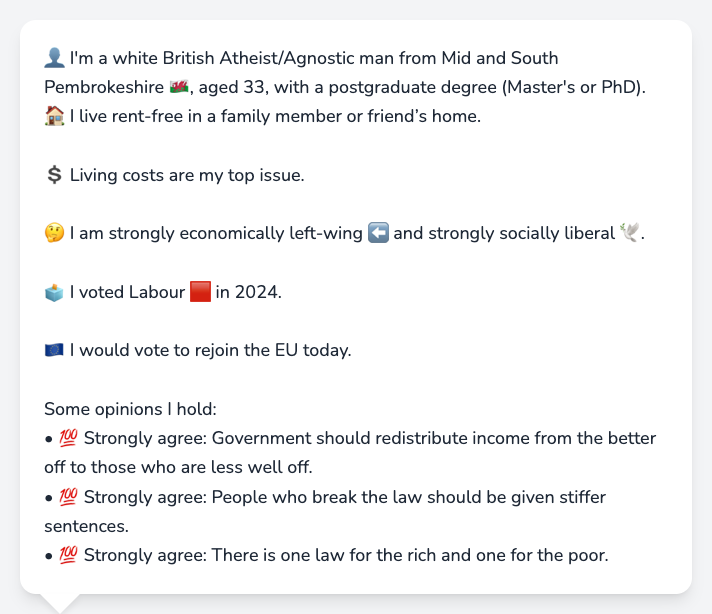 👤 I'm a white British Atheist/Agnostic man from Mid and South
Pembrokeshire 🏴󠁧󠁢󠁷󠁬󠁳󠁿, aged 33, with a postgraduate degree (Master's or PhD).
🏠 I live rent-free in a family member or friend’s home.
💲 Living costs are my top issue.
🤔 I am strongly economically left-wing ⬅️ and strongly socially liberal 🕊️.
🗳️ I voted Labour 🟥 in 2024.
🇪🇺 I would vote to rejoin the EU today.
Some opinions I hold:
• 💯 Strongly agree: Government should redistribute income from the better
off to those who are less well off.
• 💯 Strongly agree: People who break the law should be given stiffer
sentences.
• 💯 Strongly agree: There is one law for the rich and one for the poor.